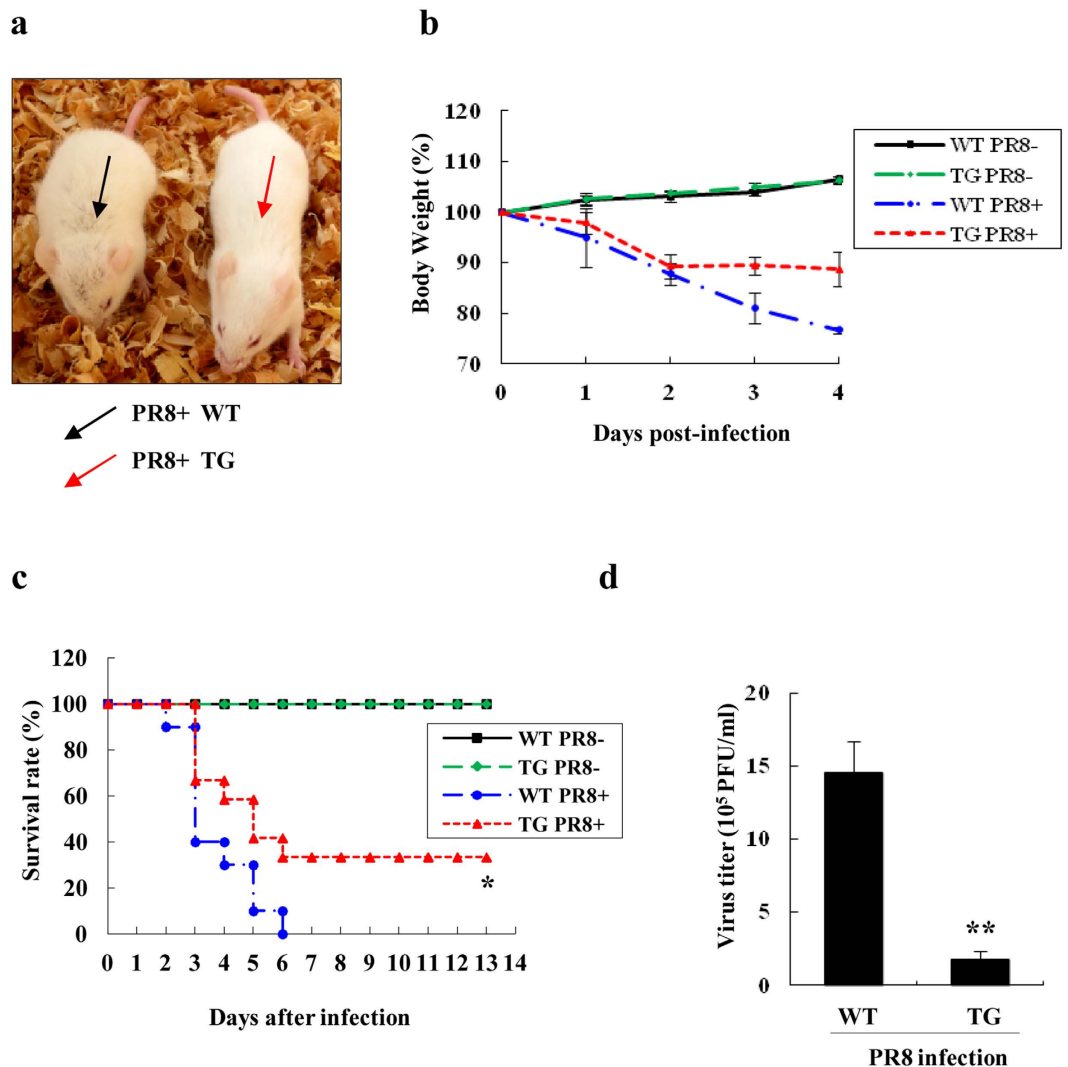 a
PR8+ WT
PR8+ TG
b
Body Weight (%)
120
110
100
90
80
70
0 1 2 3 4
Days post-infection
WT PR8-
TG PR8-
WT PR8+
TG PR8+
c
Survival rate (%)
120
100
80
60
40
20
0
0 1 2 3 4 5 6 7 8 9 10 11 12 13 14
Days after infection
WT PR8-
TG PR8-
WT PR8+
TG PR8+
*
d
Virus titer (10⁵ PFU/ml)
20
15
10
5
0
**
WT TG
PR8 infection